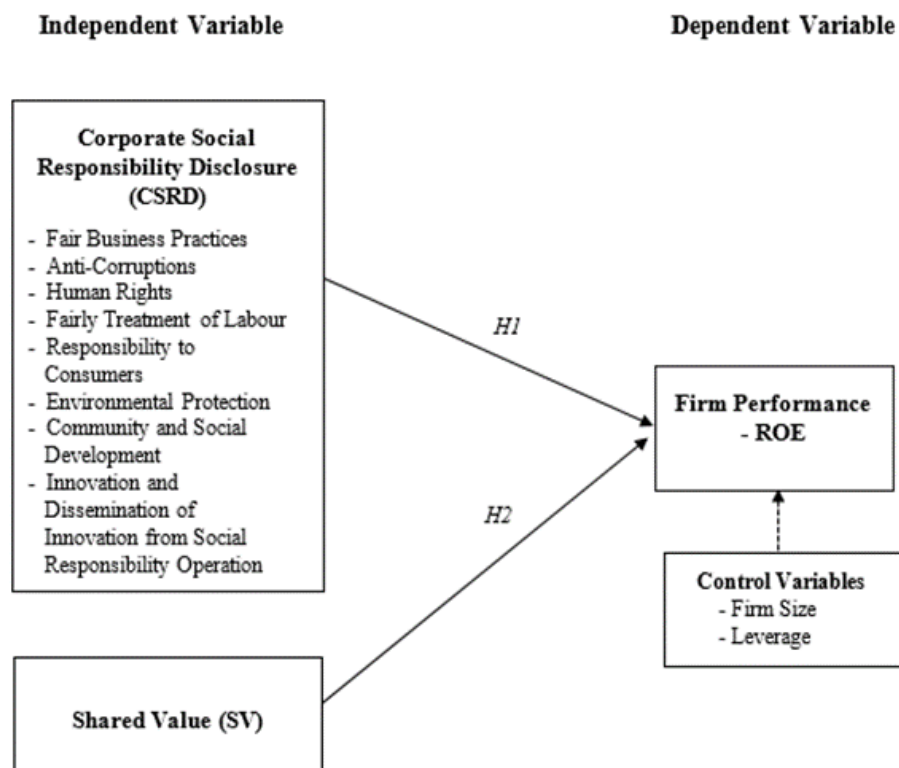 Independent Variable
Dependent Variable
Corporate Social
Responsibility Disclosure
(CSRD)
- Fair Business Practices
- Anti-Corruptions
- Human Rights
- Fairly Treatment of Labour
- Responsibility to
Consumers
- Environmental Protection
- Community and Social
Development
- Innovation and
Dissemination of
Innovation from Social
Responsibility Operation
H1
Firm Performance
- ROE
H2
Control Variables
- Firm Size
- Leverage
Shared Value (SV)